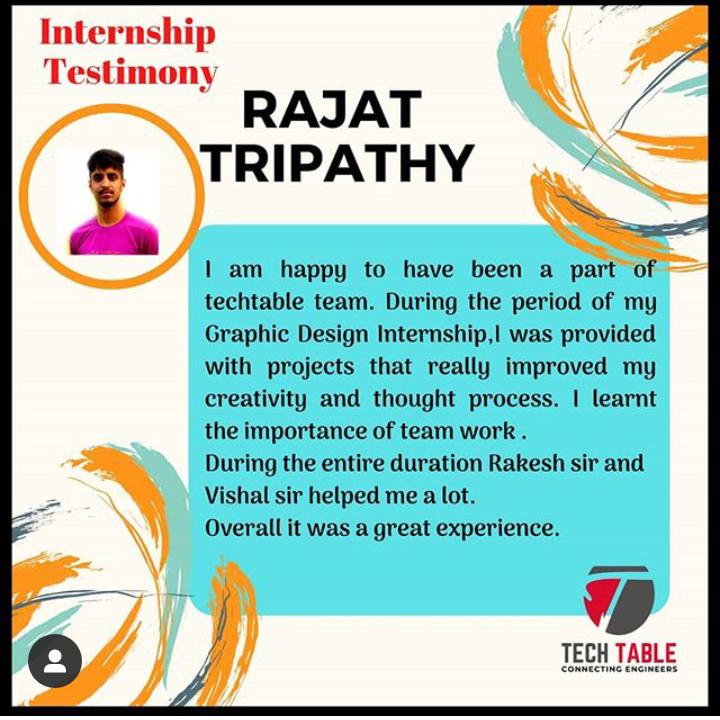 Internship
Testimony
RAJAT
TRIPATHY
I am happy to have been a part of
techtable team. During the period of my
Graphic Design Internship,I was provided
with projects that really improved my
creativity and thought process. I learnt
the importance of team work .
During the entire duration Rakesh sir and
Vishal sir helped me a lot.
Overall it was a great experience.
TECH TABLE
CONNECTING ENGINEERS